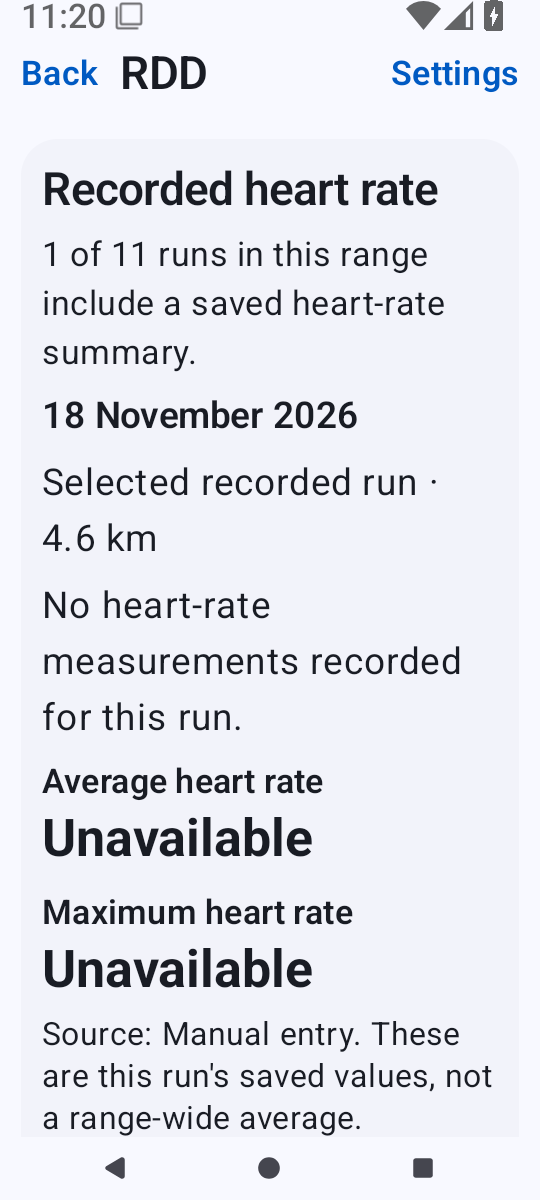 11:20
Back RDD Settings
Recorded heart rate
1 of 11 runs in this range
include a saved heart-rate
summary.
18 November 2026
Selected recorded run ·
4.6 km
No heart-rate
measurements recorded
for this run.
Average heart rate
Unavailable
Maximum heart rate
Unavailable
Source: Manual entry. These
are this run's saved values, not
a range-wide average.